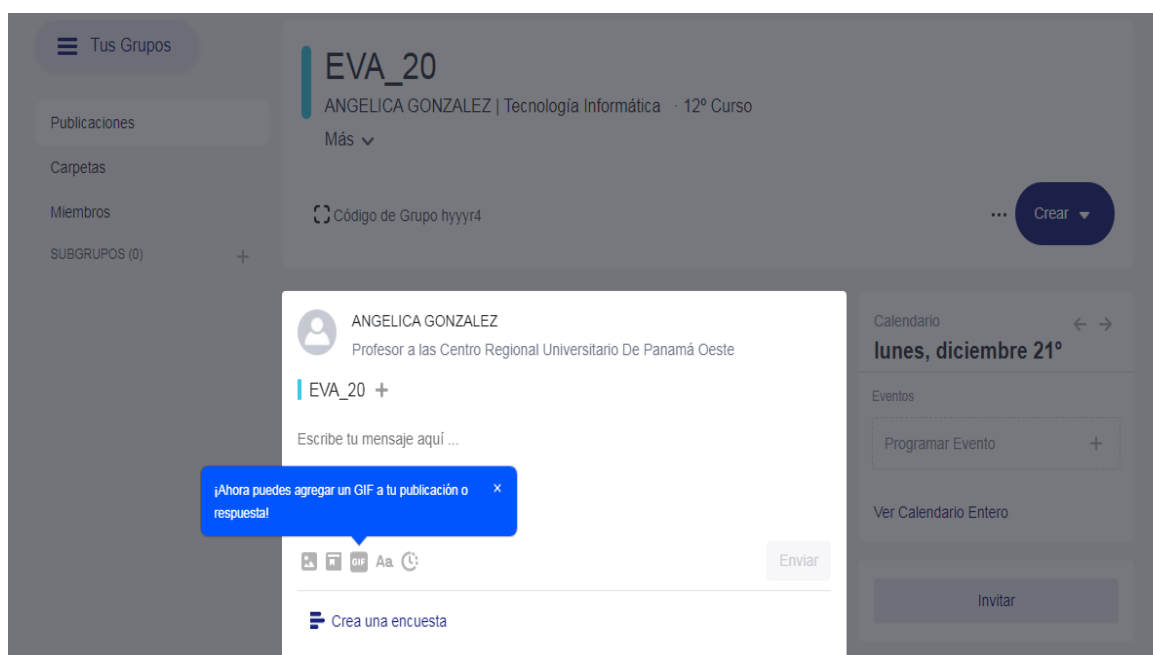 Tus Grupos
Publicaciones
Carpetas
Miembros
SUBGRUPOS (0) +
EVA_20
ANGELICA GONZALEZ | Tecnología Informática · 12º Curso
Más
Código de Grupo hyyyr4
... Crear
ANGELICA GONZALEZ
Profesor a las Centro Regional Universitario De Panamá Oeste
EVA_20 +
Escribe tu mensaje aquí ...
¡Ahora puedes agregar un GIF a tu publicación o
respuesta!
GIF Aa
Enviar
Crea una encuesta
Calendario
lunes, diciembre 21º
Eventos
Programar Evento +
Ver Calendario Entero
Invitar